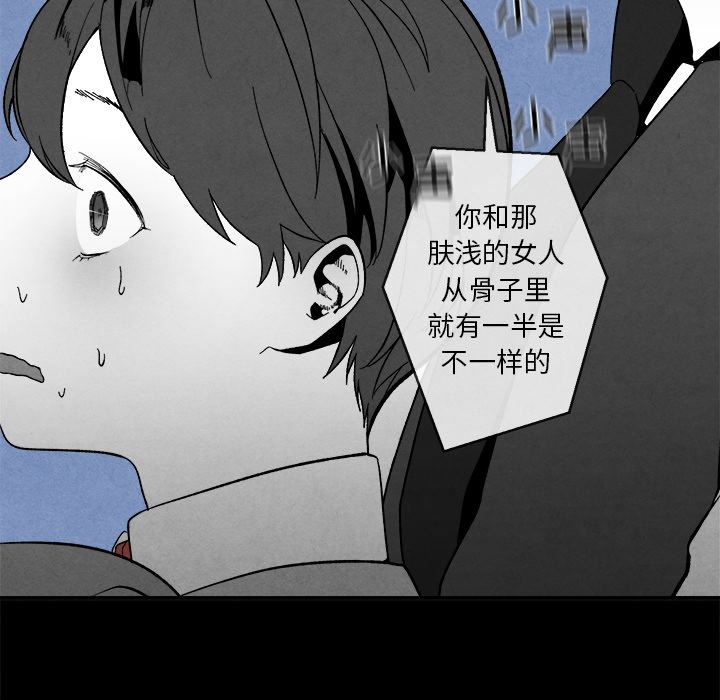 你和那
肤浅的女人
从骨子里
就有一半是
不一样的